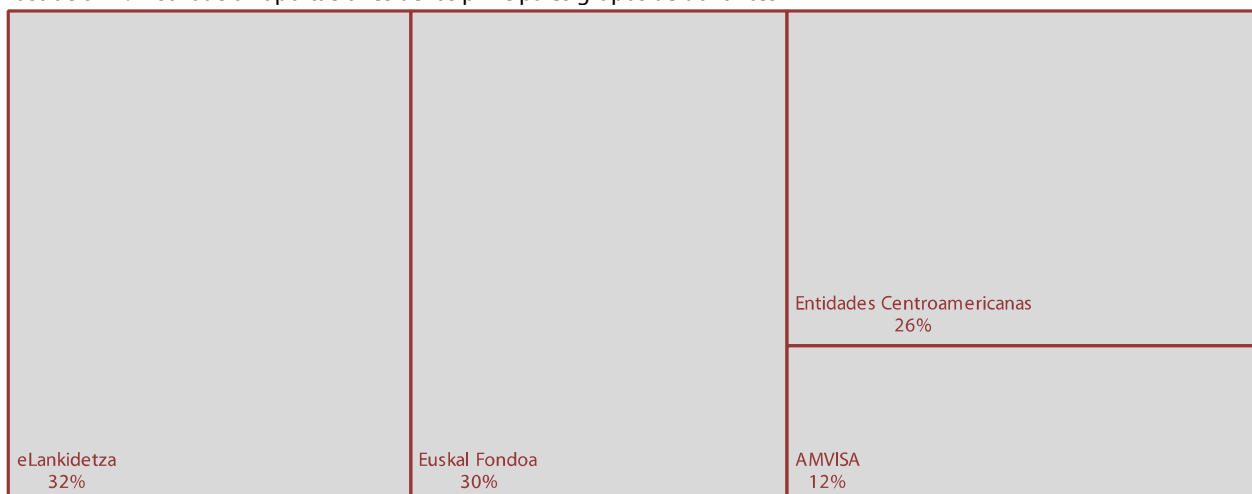 eLankidetza
32%
Euskal Fondoa
30%
Entidades Centroamericanas
26%
AMVISA
12%